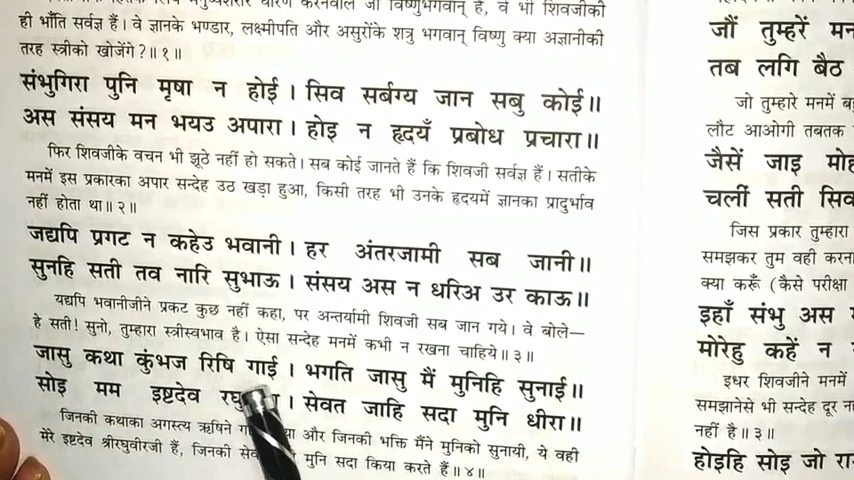 मनुष्यशरीर धारण करनेवाले जो विष्णुभगवान् हैं, वे भी शिवजीकी
ही भाँति सर्वज्ञ हैं। वे ज्ञानके भण्डार, लक्ष्मीपति और असुरोंके शत्रु भगवान् विष्णु क्या अज्ञानीकी
तरह स्त्रीको खोजेंगे?॥१॥
संभुगिरा पुनि मृषा न होई। सिव सर्बग्य जान सबु कोई॥
अस संसय मन भयउ अपारा। होइ न हृदयँ प्रबोध प्रचारा॥
फिर शिवजीके वचन भी झूठे नहीं हो सकते। सब कोई जानते हैं कि शिवजी सर्वज्ञ हैं। सतीके
मनमें इस प्रकारका अपार सन्देह उठ खड़ा हुआ, किसी तरह भी उनके हृदयमें ज्ञानका प्रादुर्भाव
नहीं होता था॥२॥
जद्यपि प्रगट न कहेउ भवानी। हर अंतरजामी सब जानी॥
सुनहि सती तव नारि सुभाऊ। संसय अस न धरिअ उर काऊ॥
यद्यपि भवानीजीने प्रकट कुछ नहीं कहा, पर अन्तर्यामी शिवजी सब जान गये। वे बोले—
हे सती! सुनो, तुम्हारा स्त्रीस्वभाव है। ऐसा सन्देह मनमें कभी न रखना चाहिये॥३॥
जासु कथा कुंभज रिषि गाई। भगति जासु मैं मुनिहि सुनाई॥
सोइ मम इष्टदेव । सेवत जाहि सदा मुनि धीरा॥
जिनकी कथाका अगस्त्य ऋषिने और जिनकी भक्ति मैंने मुनिको सुनायी, ये वही
मेरे इष्टदेव श्रीरघुवीरजी हैं, जिनकी मुनि सदा किया करते हैं॥४॥
जौं तुम्हरें
तब लगि बैठ
जो तुम्हारे मनमें
लौट आओगी तबतक
जैसें जाइ
चलीं सती
जिस प्रकार तुम्हारा
समझकर तुम वही
क्या करूँ (कैसे परीक्षा
इहाँ संभु अस
मोरेहु कहें न
इधर शिवजीने मनमें
समझानेसे भी सन्देह दूर
नहीं है॥३॥
होइहि सोइ जो